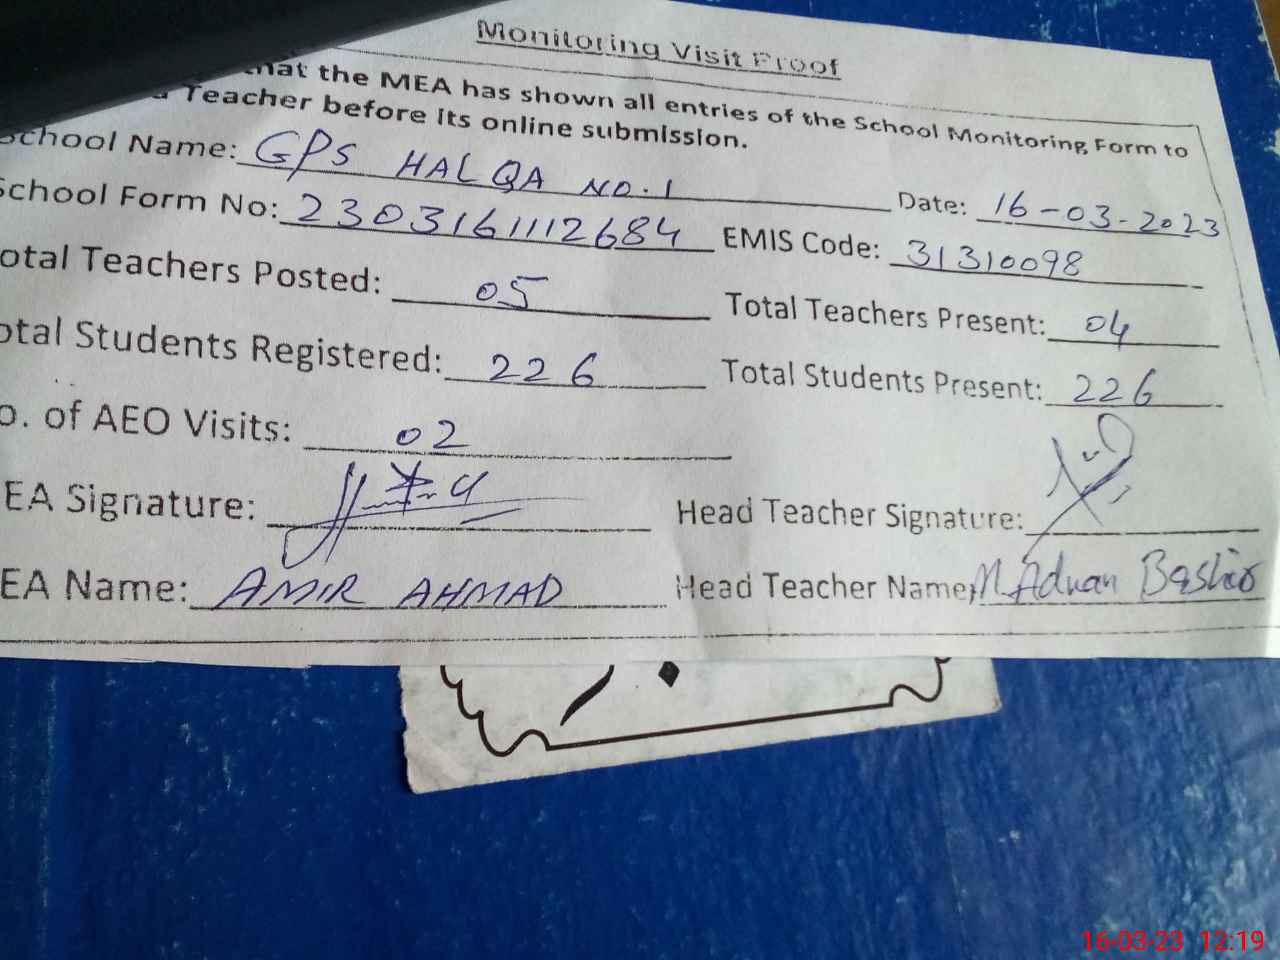 Monitoring Visit Proof
that the MEA has shown all entries of the School Monitoring Form to
Teacher before its online submission.
School Name: GPS HALQA NO.1
Date: 16-03-2023
School Form No: 2303161112684 EMIS Code: 31310098
otal Teachers Posted: 05 Total Teachers Present: 04
otal Students Registered: 226 Total Students Present: 226
o. of AEO Visits: 02
EA Signature: Head Teacher Signature:
EA Name: AMIR AHMAD Head Teacher Name: M. Adnan Bashir
16-03-23 12:19